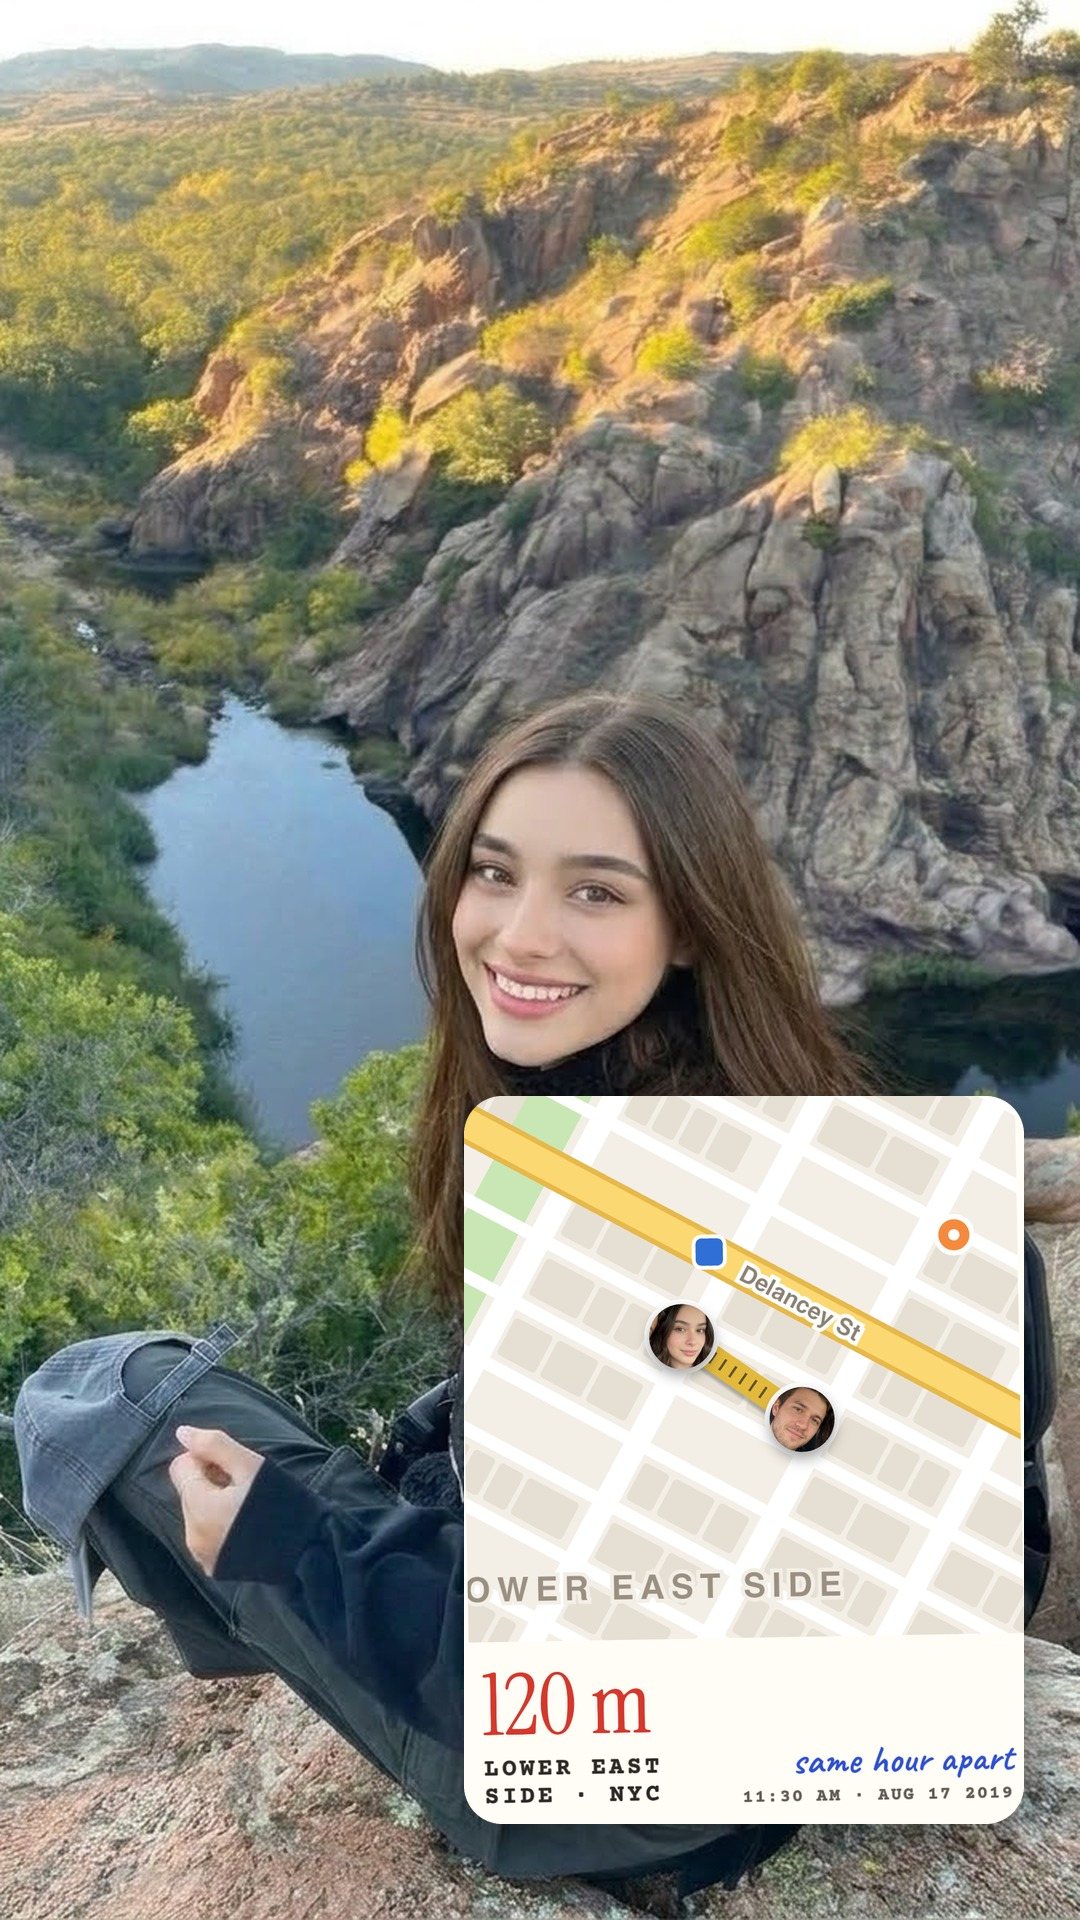 Delancey St
OWER EAST SIDE
120 m
LOWER EAST
SIDE · NYC
same hour apart
11:30 AM · AUG 17 2019